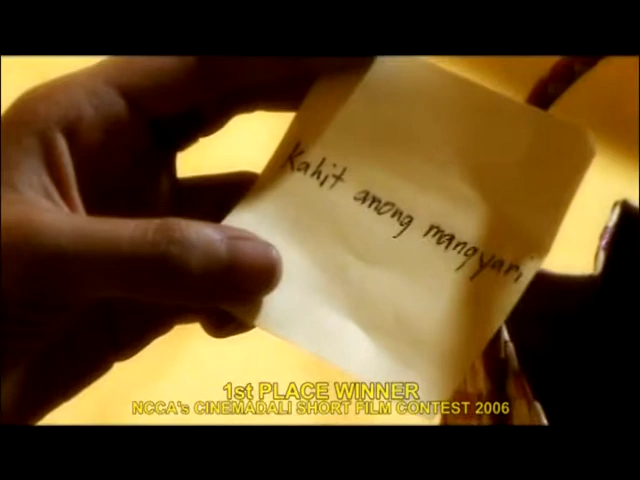 Kahit anong mangyari
1st PLACE WINNER
NCCA's CINEMADALI SHORT FILM CONTEST 2006